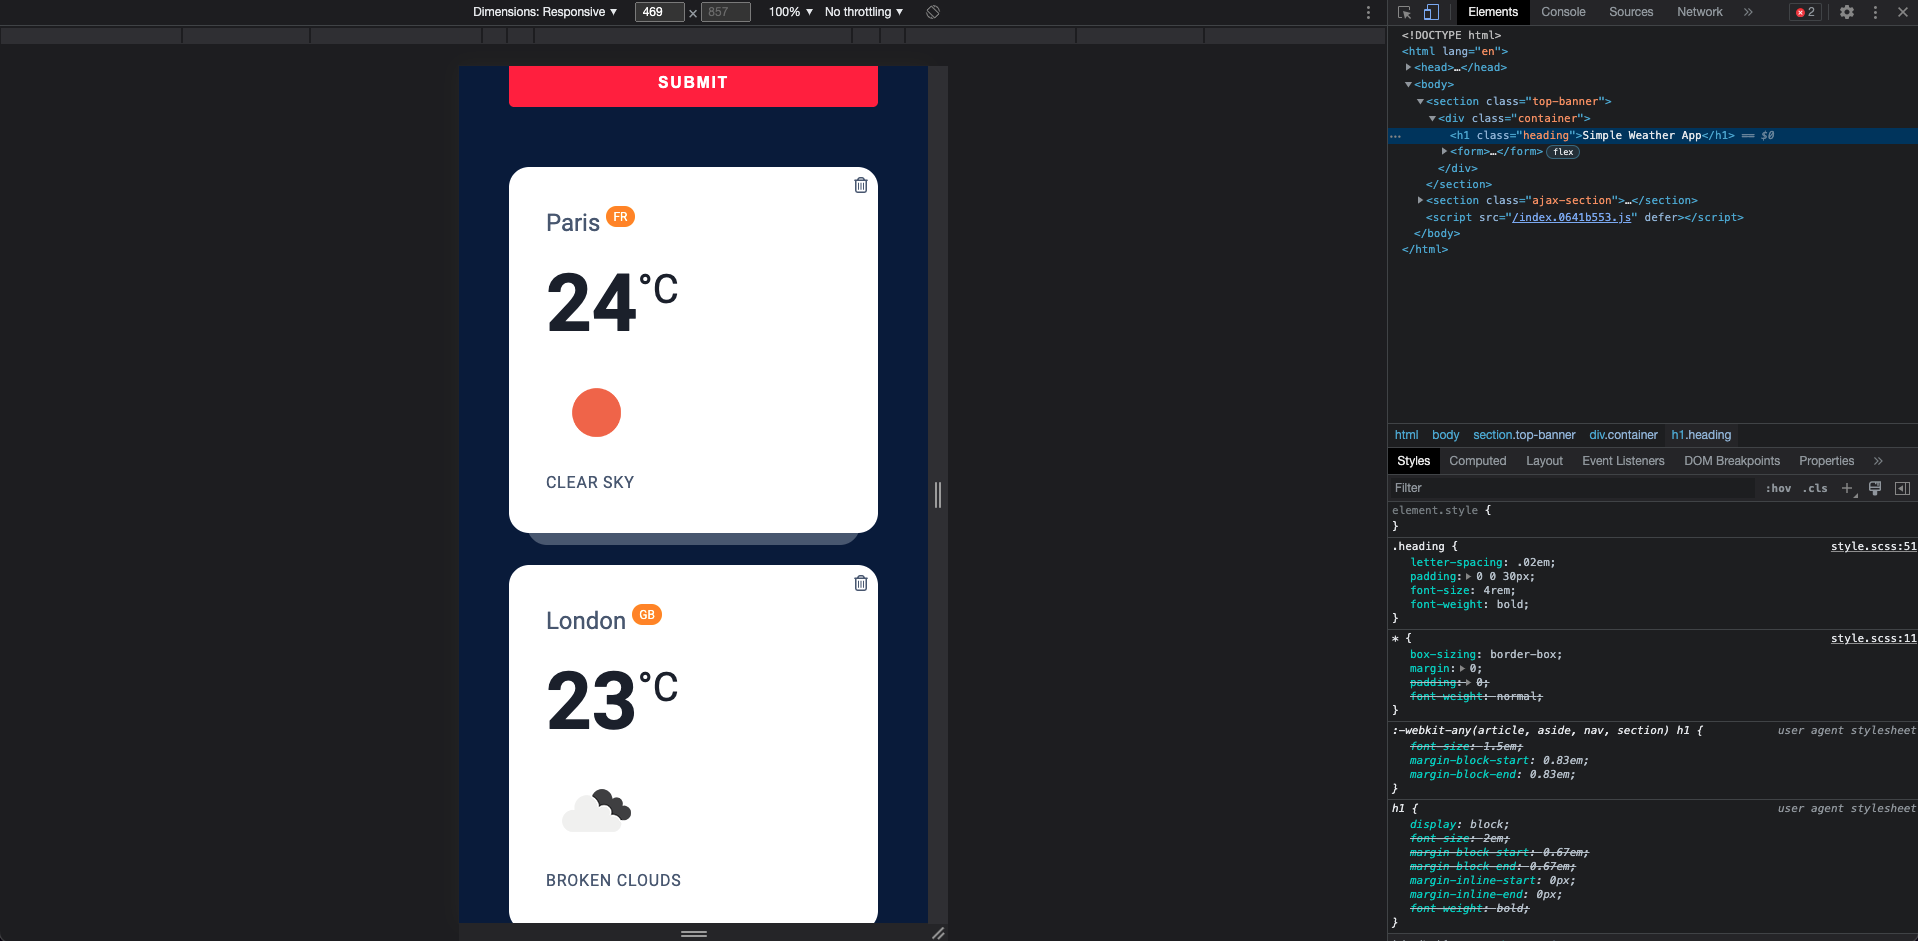 Dimensions: Responsive ▼ 469 × 857 100% ▼ No throttling ▼
SUBMIT
Paris FR
24°C
CLEAR SKY
London GB
23°C
BROKEN CLOUDS
Elements Console Sources Network » 2
<!DOCTYPE html>
<html lang="en">
<head>…</head>
<body>
<section class="top-banner">
<div class="container">
<h1 class="heading">Simple Weather App</h1> == $0
<form>…</form> flex
</div>
</section>
<section class="ajax-section">…</section>
<script src="/index.0641b553.js" defer></script>
</body>
</html>
html body section.top-banner div.container h1.heading
Styles Computed Layout Event Listeners DOM Breakpoints Properties »
Filter :hov .cls +
element.style {
}
.heading { style.scss:51
letter-spacing: .02em;
padding: 0 0 30px;
font-size: 4rem;
font-weight: bold;
}
* { style.scss:11
box-sizing: border-box;
margin: 0;
padding: 0;
font-weight: normal;
}
:-webkit-any(article, aside, nav, section) h1 { user agent stylesheet
font-size: 1.5em;
margin-block-start: 0.83em;
margin-block-end: 0.83em;
}
h1 { user agent stylesheet
display: block;
font-size: 2em;
margin-block-start: 0.67em;
margin-block-end: 0.67em;
margin-inline-start: 0px;
margin-inline-end: 0px;
font-weight: bold;
}